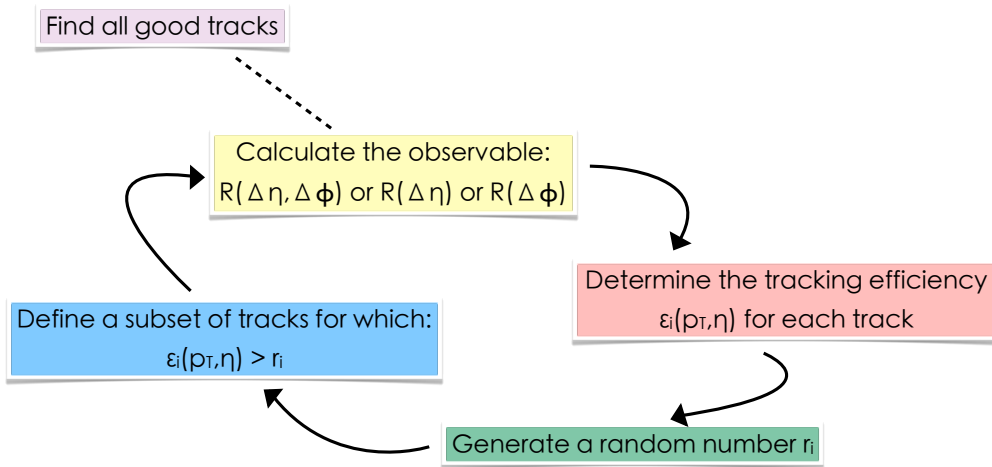 Find all good tracks
Calculate the observable:
R(Δη,Δϕ) or R(Δη) or R(Δϕ)
Determine the tracking efficiency
εᵢ(pₜ,η) for each track
Generate a random number rᵢ
Define a subset of tracks for which:
εᵢ(pₜ,η) > rᵢ